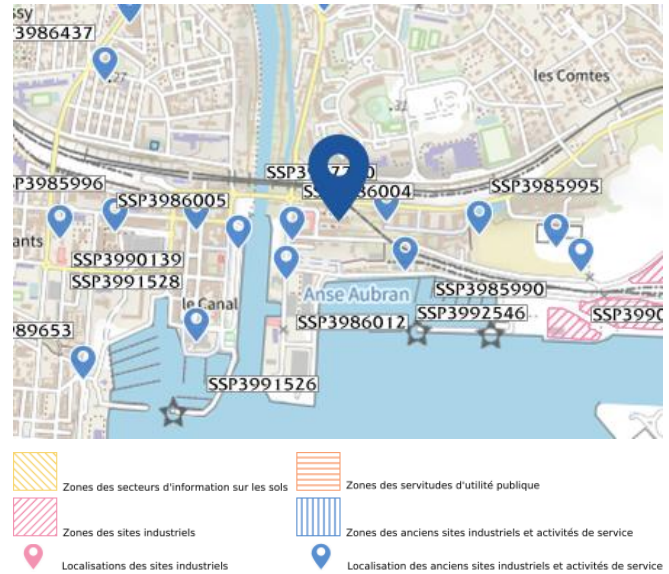 ssy
3986437
27
les Comtes
31
SSP3985996
SSP3986005
SSP3985995
ants
SSP3990139
SSP3991528
le Canal
Anse Aubran
SSP3985990
989653
SSP3986012
SSP3992546
SSP3990
SSP3991526
Zones des secteurs d'information sur les sols
Zones des servitudes d'utilité publique
Zones des sites industriels
Zones des anciens sites industriels et activités de service
Localisations des sites industriels
Localisation des anciens sites industriels et activités de service